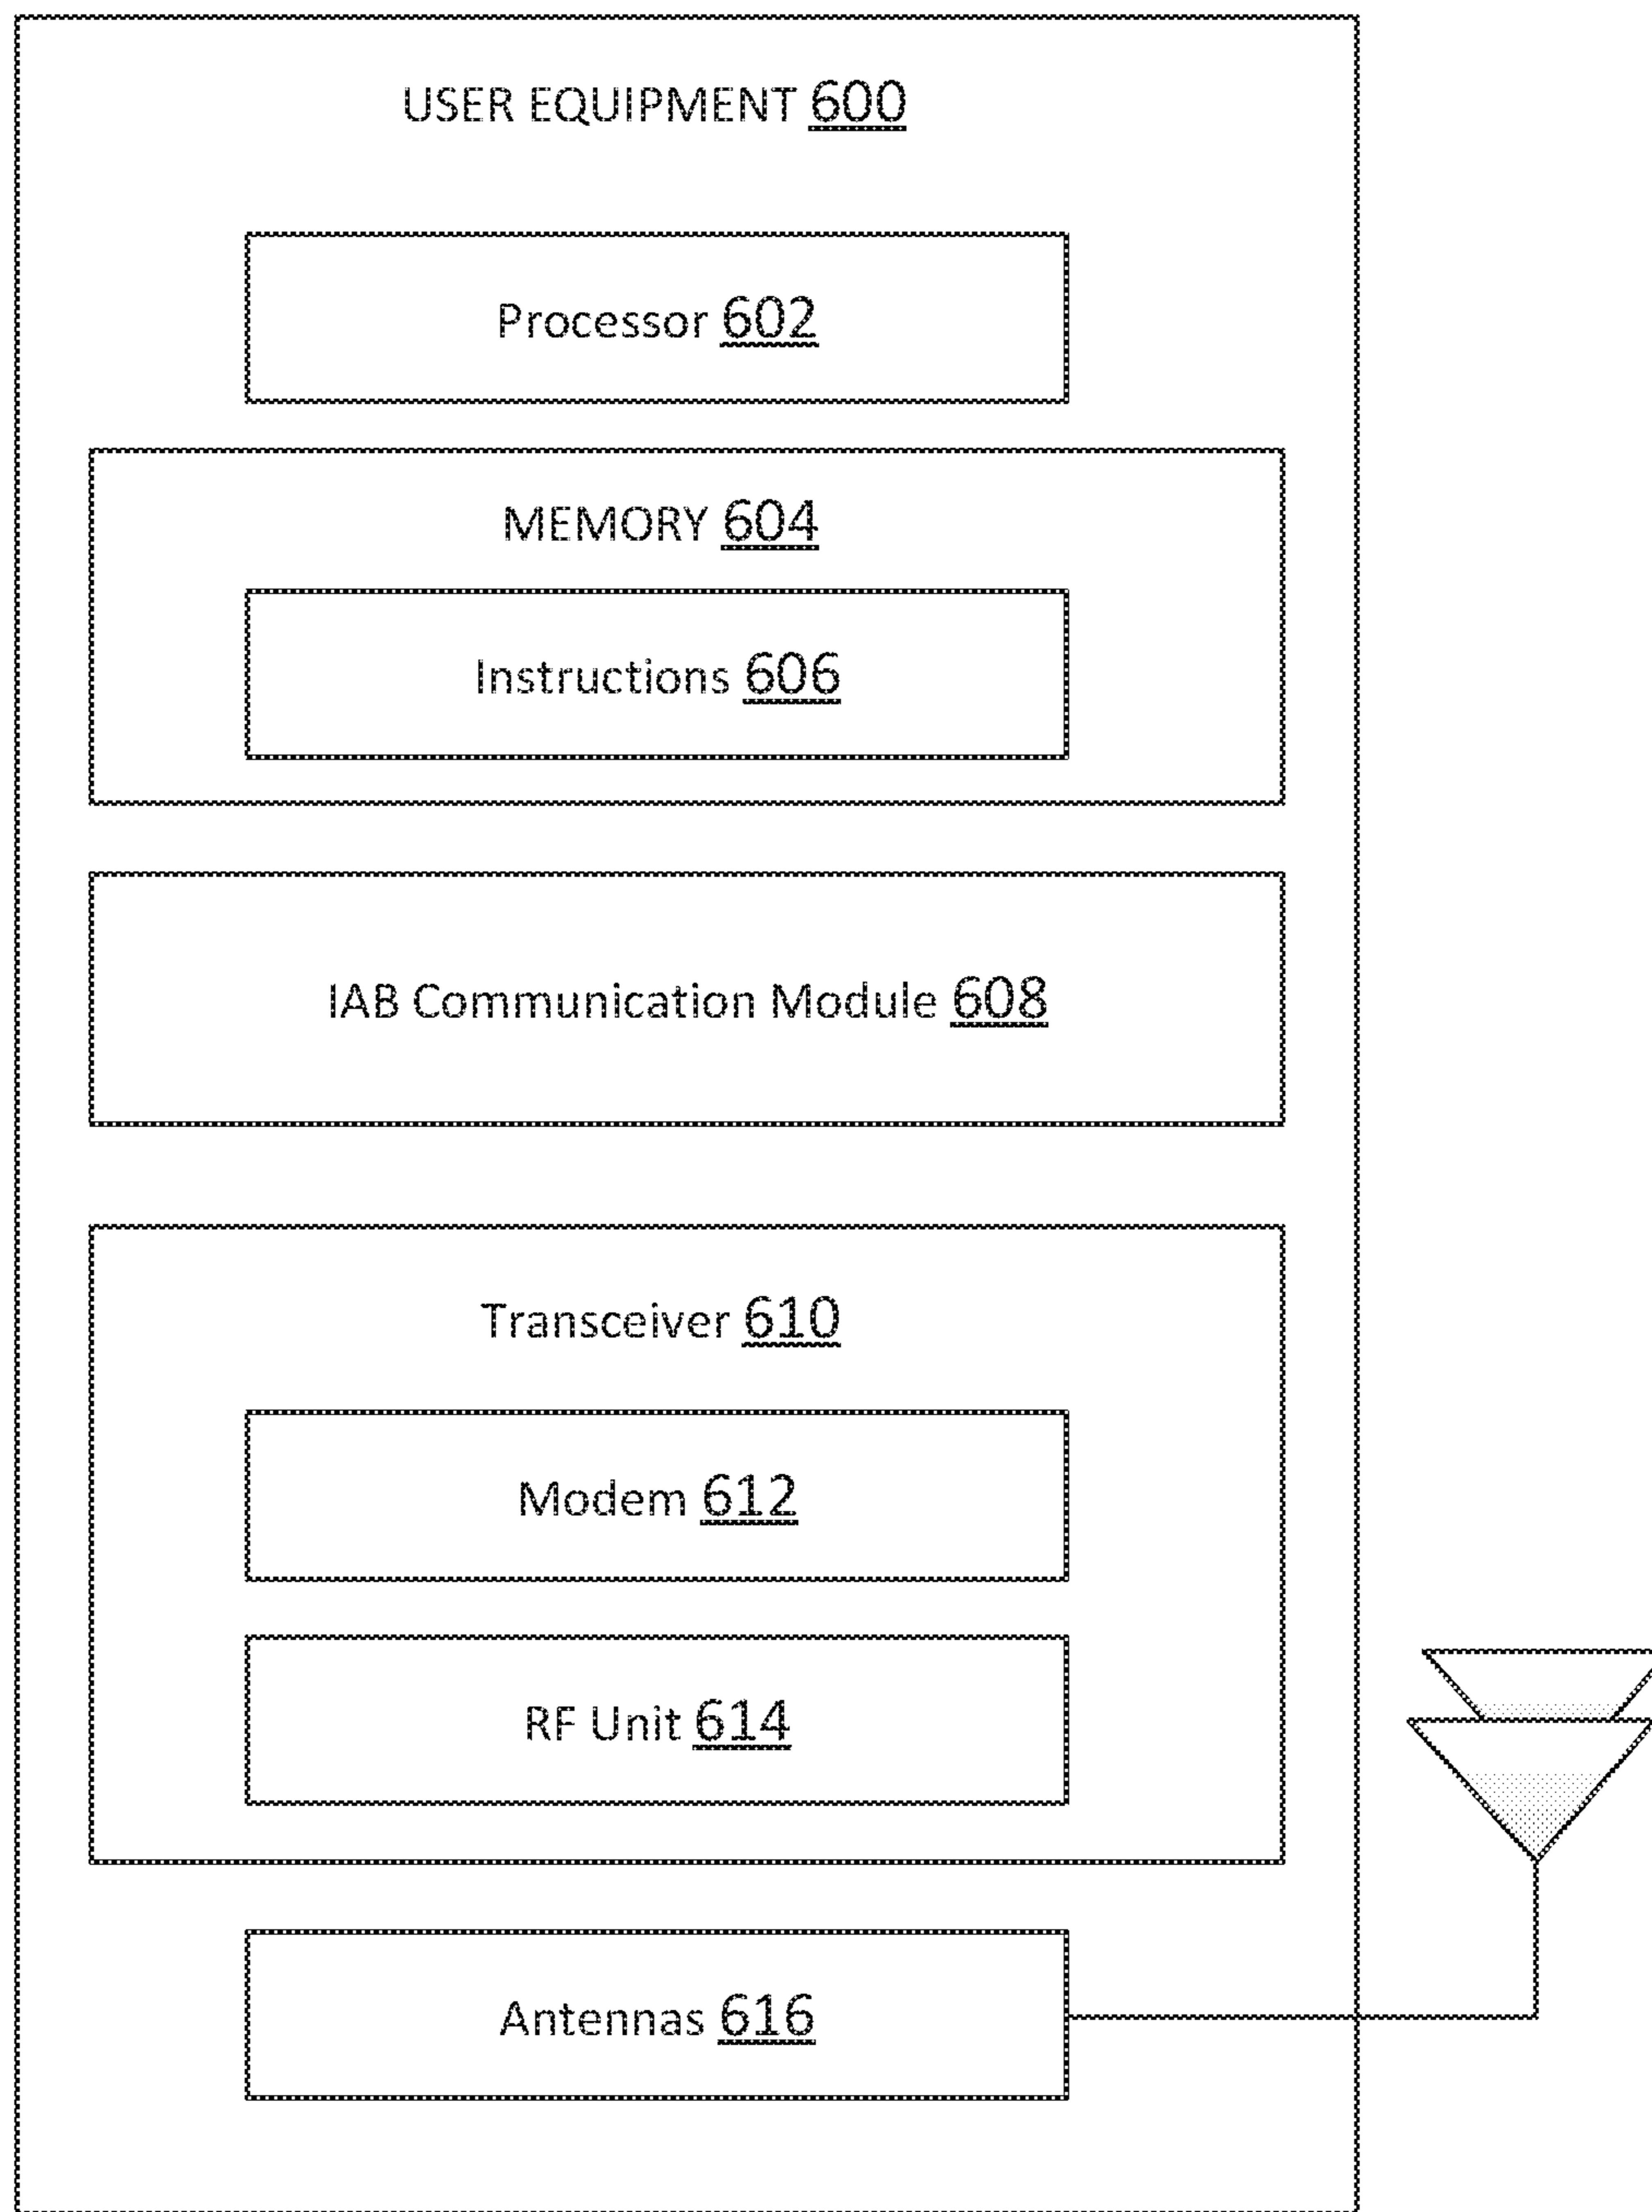 USER EQUIPMENT 600
Processor 602
MEMORY 604
Instructions 606
IAB Communication Module 608
Transceiver 610
Modem 612
RF Unit 614
Antennas 616